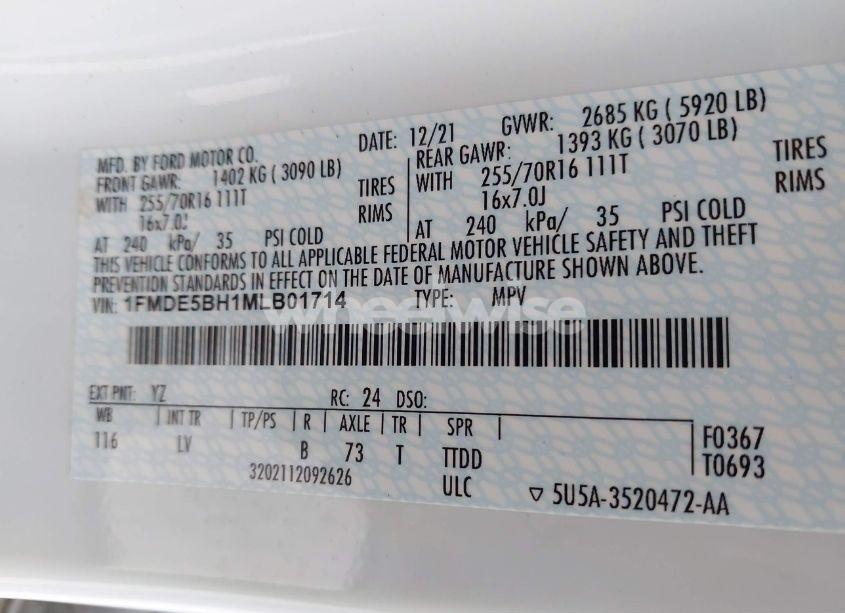 MFD. BY FORD MOTOR CO. DATE: 12/21 GVWR: 2685 KG ( 5920 LB)
FRONT GAWR: 1402 KG ( 3090 LB) REAR GAWR: 1393 KG ( 3070 LB)
WITH 255/70R16 111T TIRES WITH 255/70R16 111T TIRES
16x7.0J RIMS 16x7.0J RIMS
AT 240 kPa/ 35 PSI COLD AT 240 kPa/ 35 PSI COLD
THIS VEHICLE CONFORMS TO ALL APPLICABLE FEDERAL MOTOR VEHICLE SAFETY AND THEFT
PREVENTION STANDARDS IN EFFECT ON THE DATE OF MANUFACTURE SHOWN ABOVE.
VIN: 1FMDE5BH1MLB01714 TYPE: MPV
wheelwise
EXT PNT: YZ RC: 24 DSO:
WB | INT TR | TP/PS | R | AXLE | TR | SPR |
116 LV B 73 T TTDD
3202112092626 ULC
F0367
T0693
▽ 5U5A-3520472-AA